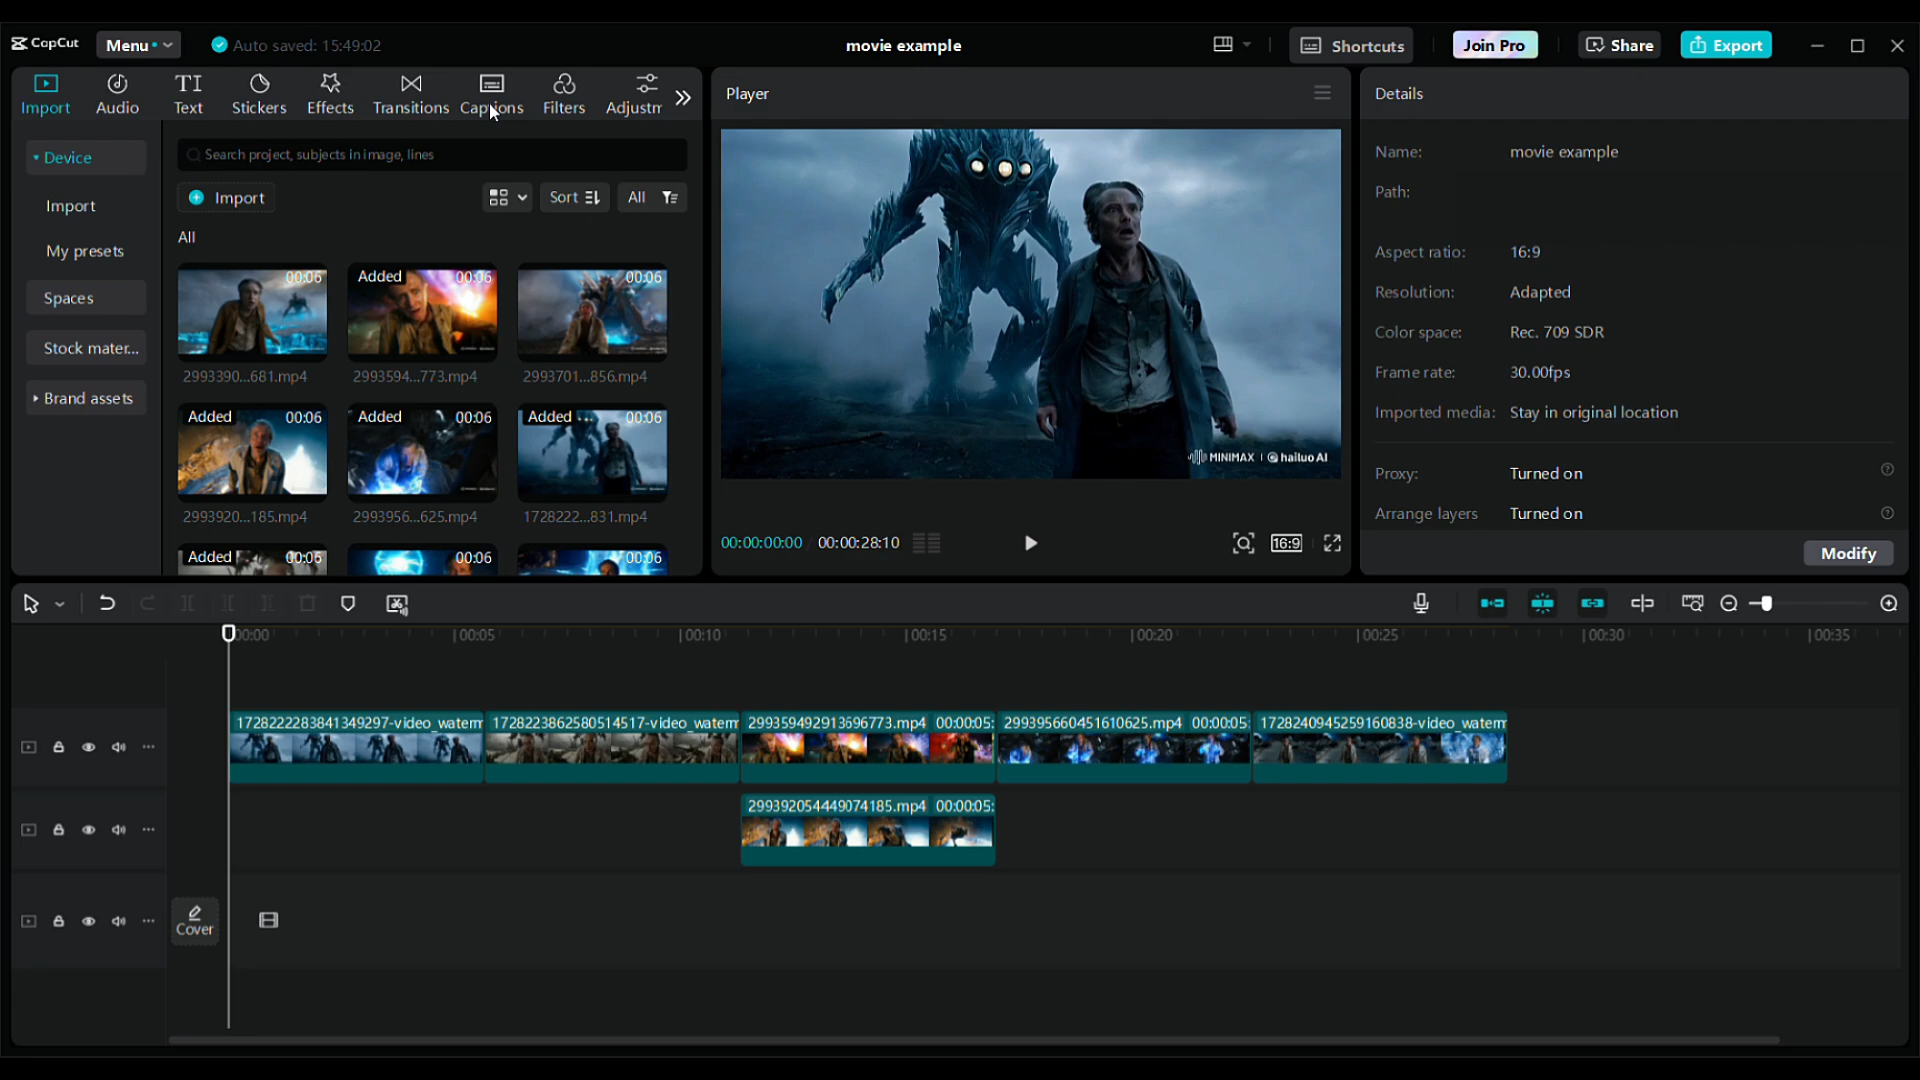 CapCut Menu Auto saved: 15:49:02 movie example Shortcuts Join Pro Share Export
Import Audio Text Stickers Effects Transitions Captions Filters Adjustm
Player
Details
Device
Import
My presets
Spaces
Stock mater...
Brand assets
Search project, subjects in image, lines
Import Sort All
All
00:06 Added 00:06 00:06
2993390...681.mp4 2993594...773.mp4 2993701...856.mp4
Added 00:06 Added 00:06 Added 00:06
2993920...185.mp4 2993956...625.mp4 1728222...831.mp4
Added 00:05 00:06 00:06
MINIMAX | hailuo AI
00:00:00:00 00:00:28:10 16:9
Name: movie example
Path:
Aspect ratio: 16:9
Resolution: Adapted
Color space: Rec. 709 SDR
Frame rate: 30.00fps
Imported media: Stay in original location
Proxy: Turned on
Arrange layers Turned on
Modify
00:00 00:05 00:10 00:15 00:20 00:25 00:30 00:35
1728222283841349297-video_waterm 1728223862580514517-video_waterm 299359492913696773.mp4 00:00:05: 299395660451610625.mp4 00:00:05: 1728240945259160838-video_waterm
299392054449074185.mp4 00:00:05:
Cover